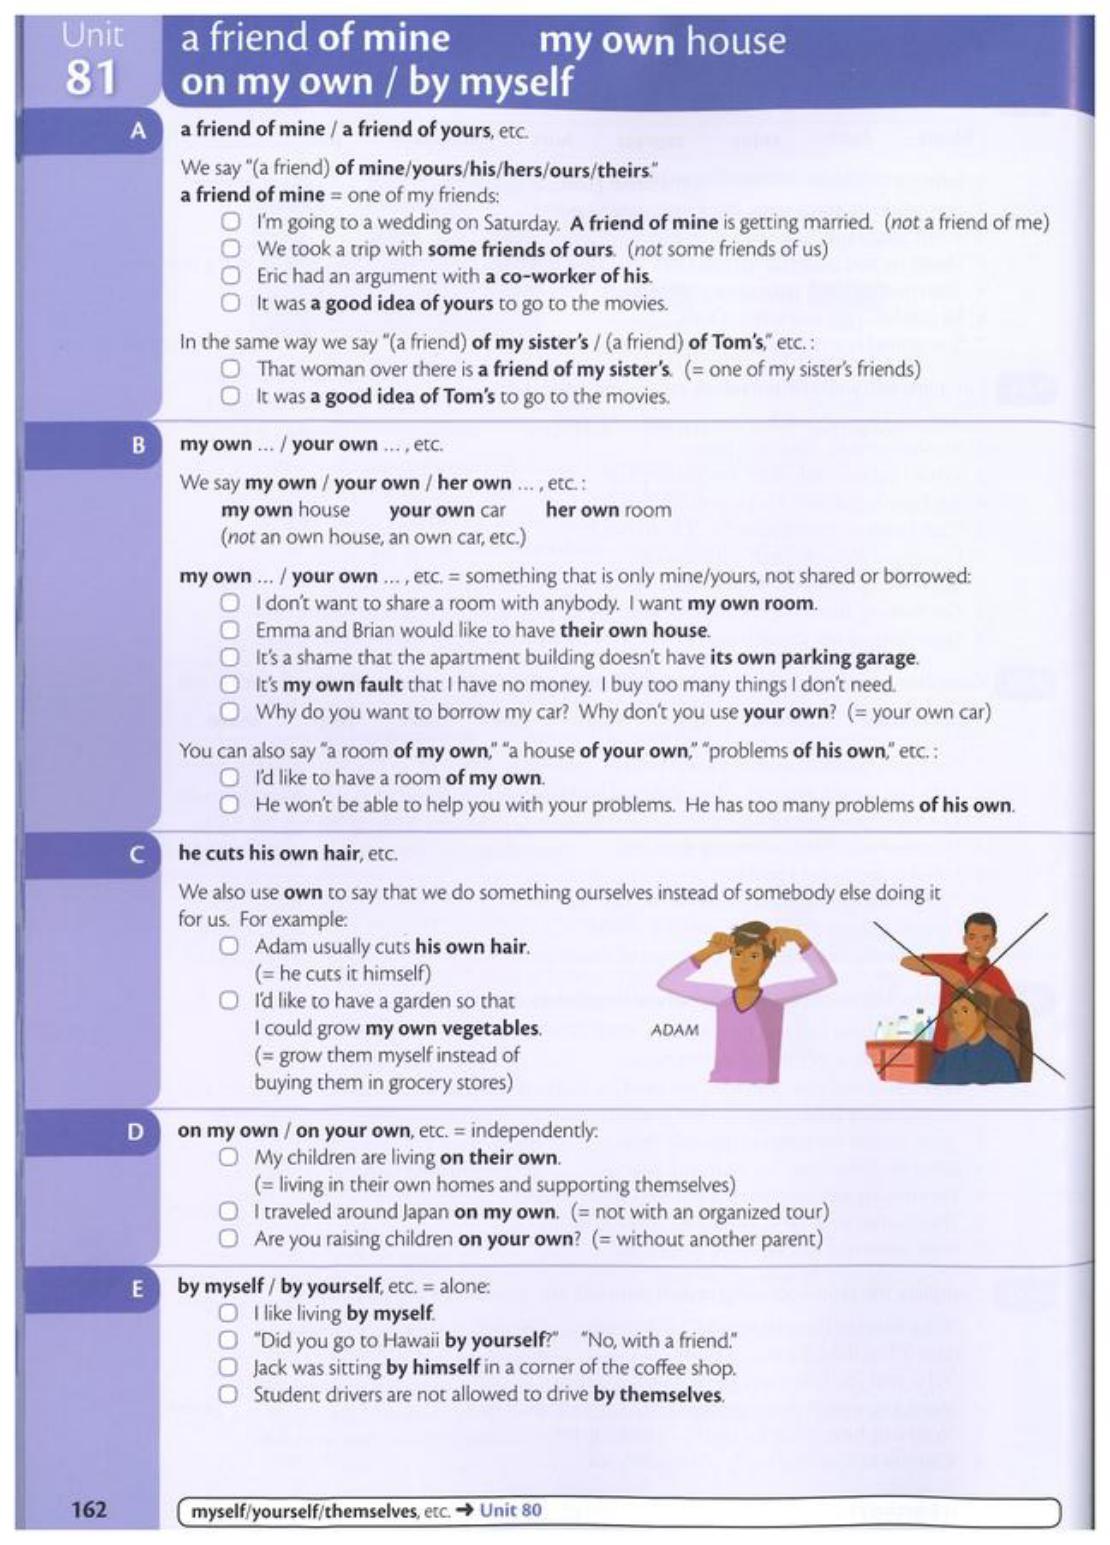 Unit
81
a friend of mine my own house
on my own / by myself
A
a friend of mine / a friend of yours, etc.
We say "(a friend) of mine/yours/his/hers/ours/theirs."
a friend of mine = one of my friends:
I'm going to a wedding on Saturday. A friend of mine is getting married. (not a friend of me)
We took a trip with some friends of ours. (not some friends of us)
Eric had an argument with a co-worker of his.
It was a good idea of yours to go to the movies.
In the same way we say "(a friend) of my sister's / (a friend) of Tom's," etc. :
That woman over there is a friend of my sister's. (= one of my sister's friends)
It was a good idea of Tom's to go to the movies.
B
my own ... / your own ... , etc.
We say my own / your own / her own ... , etc. :
my own house your own car her own room
(not an own house, an own car, etc.)
my own ... / your own ... , etc. = something that is only mine/yours, not shared or borrowed:
I don't want to share a room with anybody. I want my own room.
Emma and Brian would like to have their own house.
It's a shame that the apartment building doesn't have its own parking garage.
It's my own fault that I have no money. I buy too many things I don't need.
Why do you want to borrow my car? Why don't you use your own? (= your own car)
You can also say "a room of my own," "a house of your own," "problems of his own," etc. :
I'd like to have a room of my own.
He won't be able to help you with your problems. He has too many problems of his own.
C
he cuts his own hair, etc.
We also use own to say that we do something ourselves instead of somebody else doing it
for us. For example:
Adam usually cuts his own hair.
(= he cuts it himself)
I'd like to have a garden so that
I could grow my own vegetables.
(= grow them myself instead of
buying them in grocery stores)
ADAM
D
on my own / on your own, etc. = independently:
My children are living on their own.
(= living in their own homes and supporting themselves)
I traveled around Japan on my own. (= not with an organized tour)
Are you raising children on your own? (= without another parent)
E
by myself / by yourself, etc. = alone:
I like living by myself.
"Did you go to Hawaii by yourself?" "No, with a friend."
Jack was sitting by himself in a corner of the coffee shop.
Student drivers are not allowed to drive by themselves.
162
myself/yourself/themselves, etc. → Unit 80